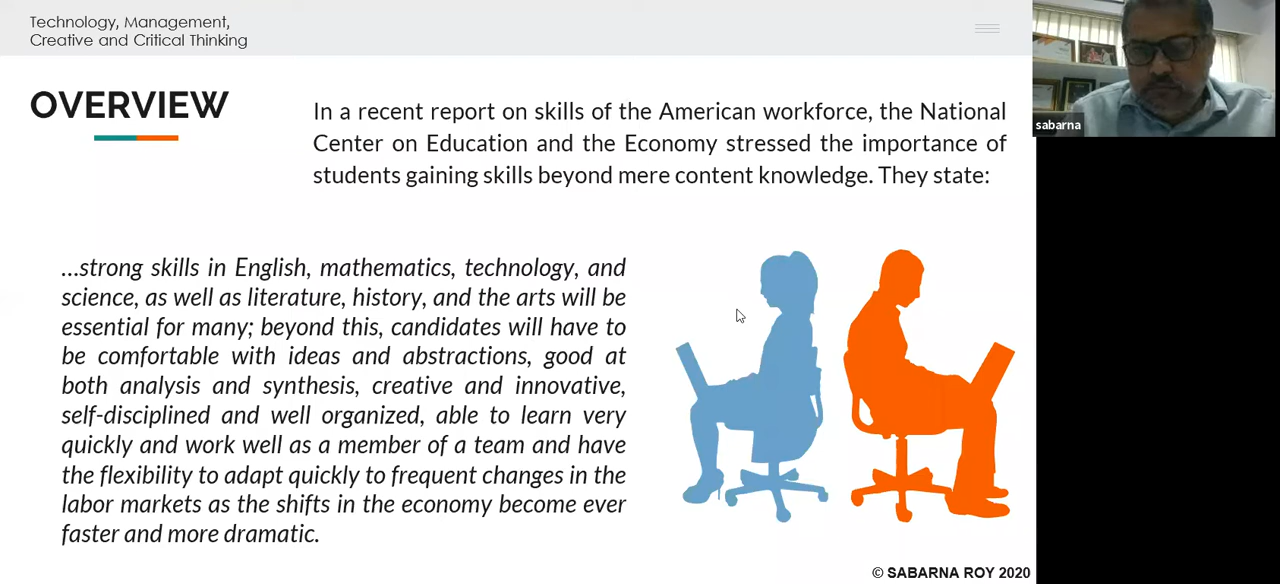 Technology, Management,
Creative and Critical Thinking
OVERVIEW
In a recent report on skills of the American workforce, the National
Center on Education and the Economy stressed the importance of
students gaining skills beyond mere content knowledge. They state:
sabarna
...strong skills in English, mathematics, technology, and
science, as well as literature, history, and the arts will be
essential for many; beyond this, candidates will have to
be comfortable with ideas and abstractions, good at
both analysis and synthesis, creative and innovative,
self-disciplined and well organized, able to learn very
quickly and work well as a member of a team and have
the flexibility to adapt quickly to frequent changes in the
labor markets as the shifts in the economy become ever
faster and more dramatic.
© SABARNA ROY 2020